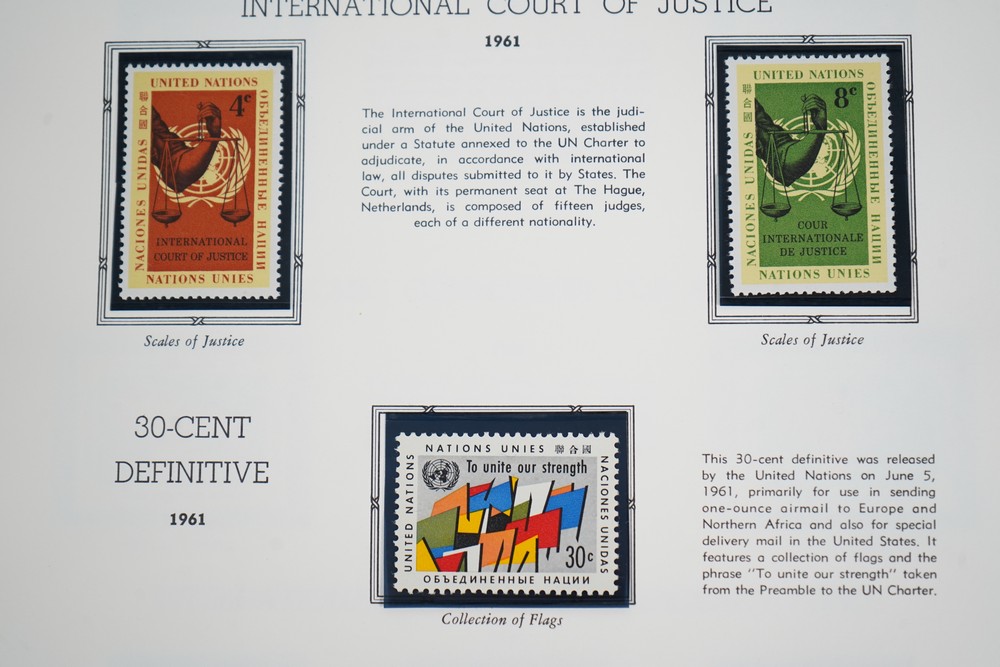 INTERNATIONAL COURT OF JUSTICE
1961
UNITED NATIONS
4c
聯合國
NACIONES UNIDAS
ОБЪЕДИНЕННЫЕ НАЦИИ
INTERNATIONAL
COURT OF JUSTICE
NATIONS UNIES
Scales of Justice
The International Court of Justice is the judi-
cial arm of the United Nations, established
under a Statute annexed to the UN Charter to
adjudicate, in accordance with international
law, all disputes submitted to it by States. The
Court, with its permanent seat at The Hague,
Netherlands, is composed of fifteen judges,
each of a different nationality.
UNITED NATIONS
8c
聯合國
NACIONES UNIDAS
ОБЪЕДИНЕННЫЕ НАЦИИ
COUR
INTERNATIONALE
DE JUSTICE
NATIONS UNIES
Scales of Justice
30-CENT
DEFINITIVE
1961
NATIONS UNIES 聯合國
UNITED NATIONS
To unite our strength
NACIONES UNIDAS
30c
ОБЪЕДИНЕННЫЕ НАЦИИ
Collection of Flags
This 30-cent definitive was released
by the United Nations on June 5,
1961, primarily for use in sending
one-ounce airmail to Europe and
Northern Africa and also for special
delivery mail in the United States. It
features a collection of flags and the
phrase "To unite our strength" taken
from the Preamble to the UN Charter.